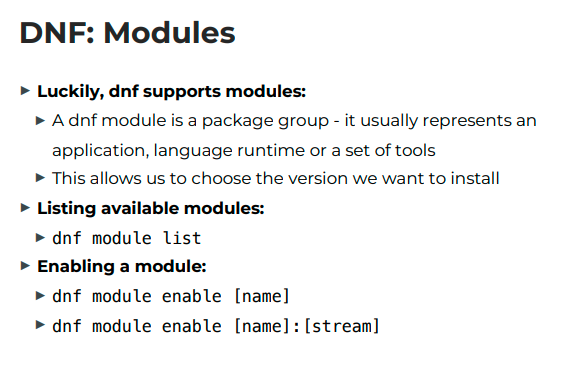 DNF: Modules
Luckily, dnf supports modules:
A dnf module is a package group - it usually represents an
application, language runtime or a set of tools
This allows us to choose the version we want to install
Listing available modules:
dnf module list
Enabling a module:
dnf module enable [name]
dnf module enable [name]:[stream]